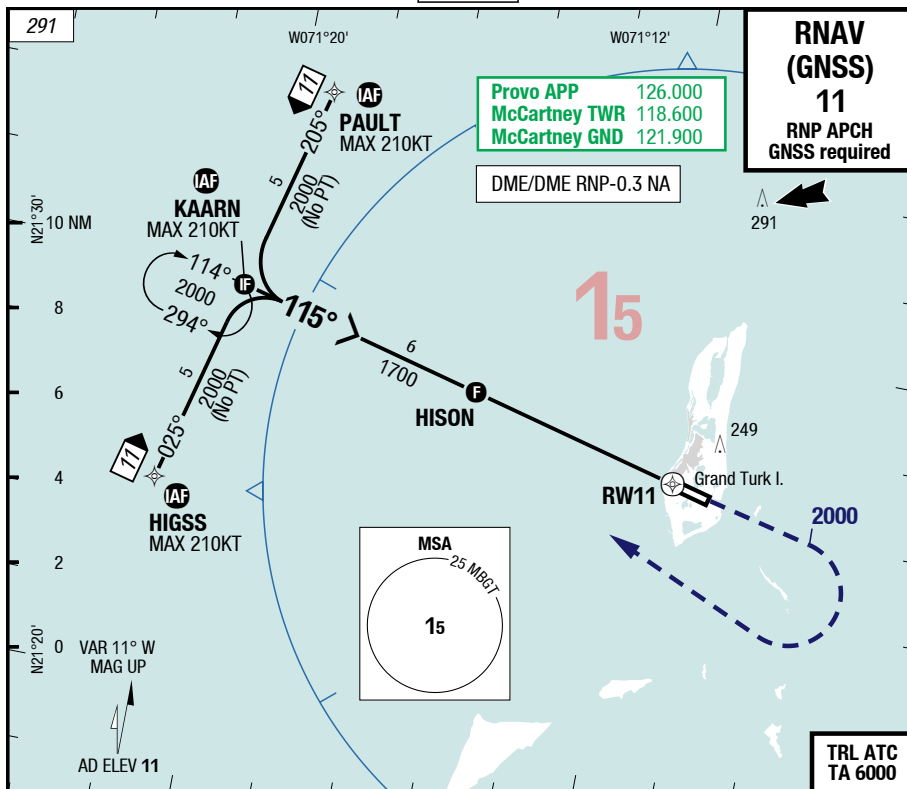 291
W071°20'
W071°12'
RNAV
(GNSS)
11
RNP APCH
GNSS required
Provo APP 126.000
McCartney TWR 118.600
McCartney GND 121.900
DME/DME RNP-0.3 NA
291
11
IAF
PAULT
MAX 210KT
205°
5
2000
(No PT)
IAF
KAARN
MAX 210KT
N21°30'
10 NM
IF
114°
2000
294°
8
115°
15
6
1700
5
2000
(No PT)
6
F
HISON
249
025°
11
4
IAF
HIGSS
MAX 210KT
RW11
Grand Turk I.
2000
2
MSA
25 MBGT
15
N21°20'
0
VAR 11° W
MAG UP
AD ELEV 11
TRL ATC
TA 6000